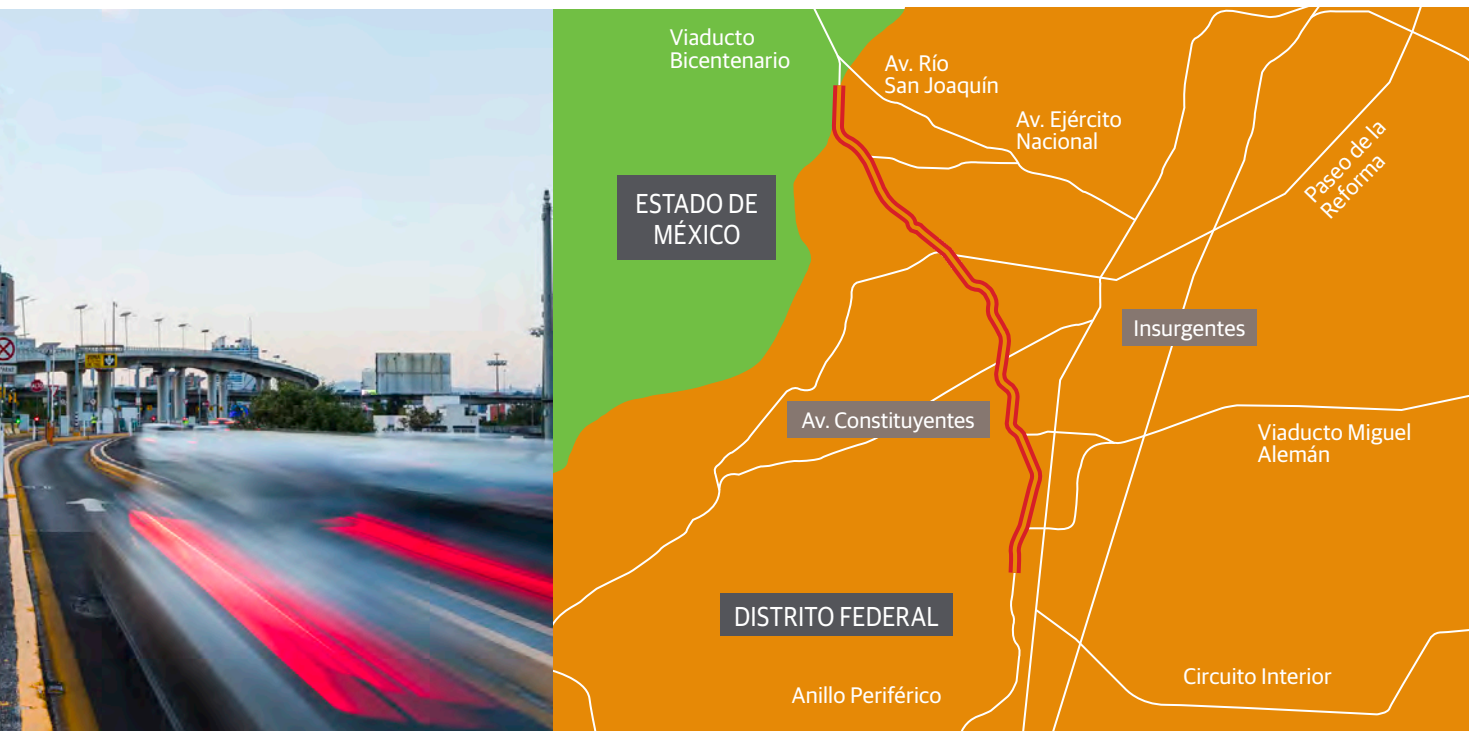 Viaducto
Bicentenario
Av. Río
San Joaquín
Av. Ejército
Nacional
Paseo de la
Reforma
ESTADO DE
MÉXICO
Insurgentes
Av. Constituyentes
Viaducto Miguel
Alemán
DISTRITO FEDERAL
Circuito Interior
Anillo Periférico